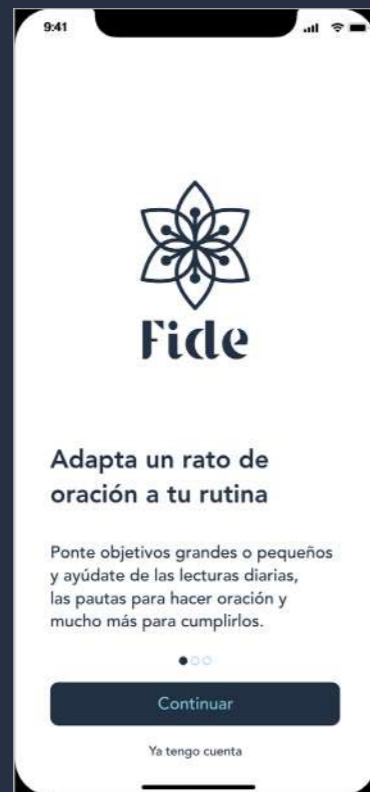 9:41
Fide
Adapta un rato de
oración a tu rutina
Ponte objetivos grandes o pequeños
y ayúdate de las lecturas diarias,
las pautas para hacer oración y
mucho más para cumplirlos.
Continuar
Ya tengo cuenta